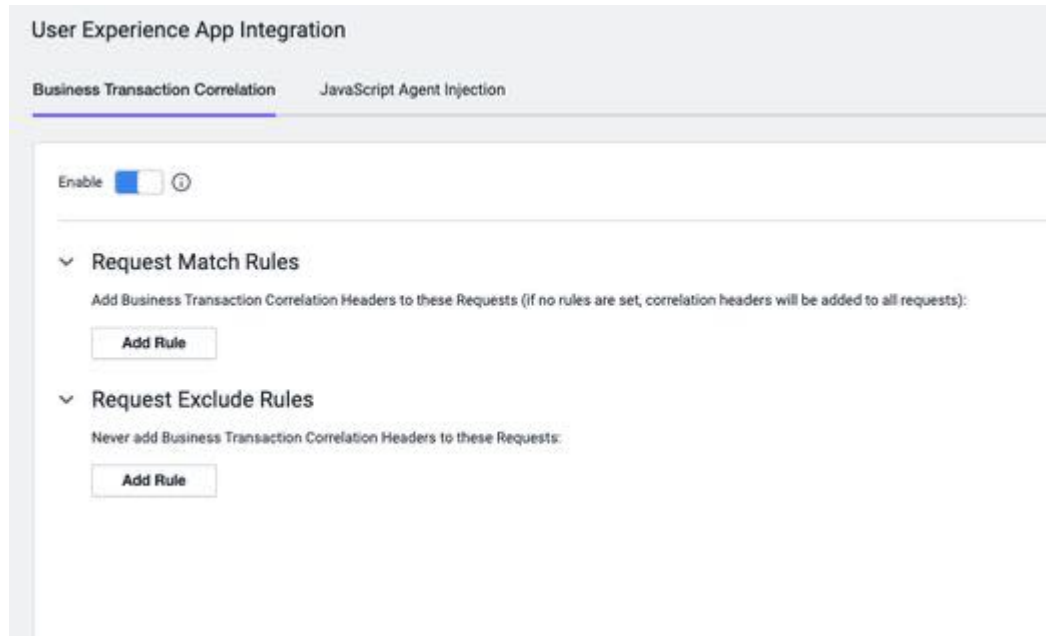 User Experience App Integration
Business Transaction Correlation
JavaScript Agent Injection
Enable
Request Match Rules
Add Business Transaction Correlation Headers to these Requests (if no rules are set, correlation headers will be added to all requests):
Add Rule
Request Exclude Rules
Never add Business Transaction Correlation Headers to these Requests:
Add Rule